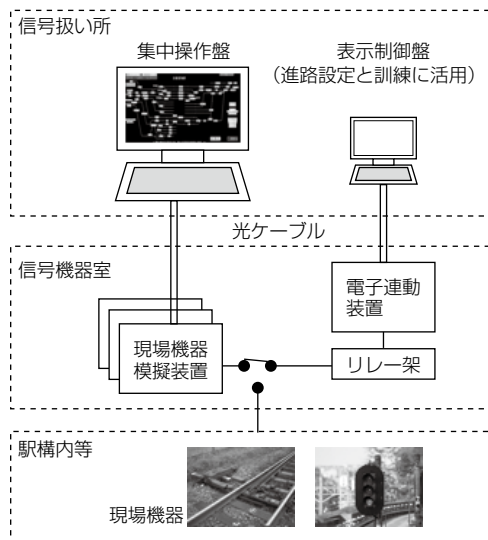 信号扱い所
集中操作盤
表示制御盤
（進路設定と訓練に活用）
光ケーブル
信号機器室
電子連動
装置
現場機器
模擬装置
リレー架
駅構内等
現場機器